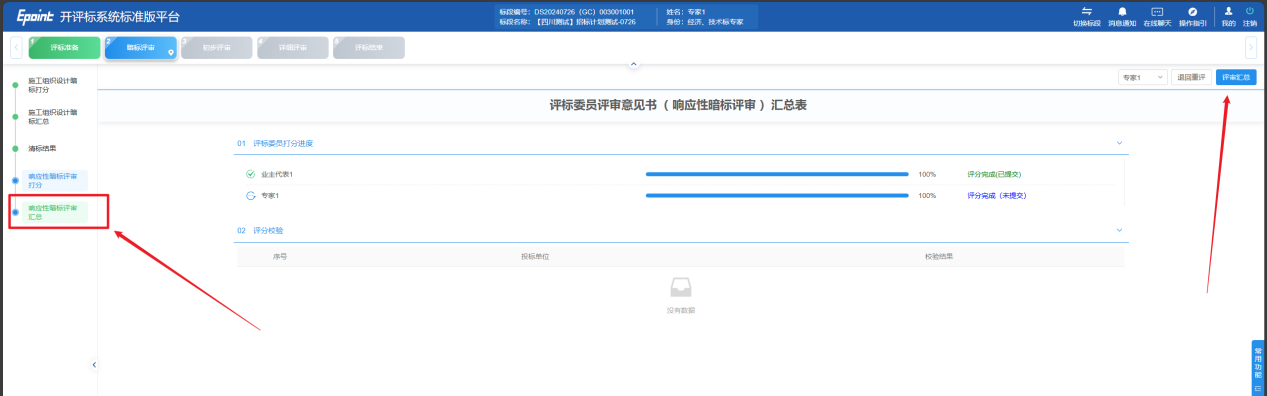 Epoint 开评标系统标准版平台
标段编号：DS20240726（GC）003001001
标段名称：【四川测试】招标计划测试-0726
姓名：专家1
身份：经济、技术标专家
切换标段 消息通知 在线聊天 操作指引 我的 注销
1 评标准备
2 暗标评审
3 初步评审
4 详细评审
5 评标结果
施工组织设计暗
标打分
施工组织设计暗
标汇总
清标结果
响应性暗标评审
打分
响应性暗标评审
汇总
专家1 退回重评 评审汇总
评标委员评审意见书（ 响应性暗标评审 ）汇总表
01 评标委员打分进度
业主代表1 100% 评分完成(已提交)
专家1 100% 评分完成（未提交）
02 评分校验
序号 投标单位 校验结果
没有数据
常用功能